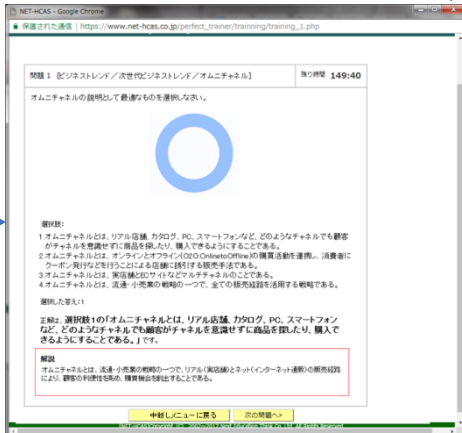 NET-HCAS - Google Chrome
保護された通信 | https://www.net-hcas.co.jp/perfect_trainer/trainning/training_1.php
問題 1 [ビジネストレンド／次世代ビジネストレンド／オムニチャネル]
残り時間 149:40
オムニチャネルの説明として最適なものを選択しなさい。
選択肢:
1.オムニチャネルとは、リアル店舗、カタログ、PC、スマートフォンなど、どのようなチャネルでも顧客
がチャネルを意識せずに商品を探したり、購入できるようにすることである。
2.オムニチャネルとは、オンラインとオフライン(O2O:OnlinetoOffline)の購買活動を連携し、消費者に
クーポン発行などを行うことによる店舗に誘引する販売手法である。
3.オムニチャネルとは、実店舗とECサイトなどマルチチャネルのことである。
4.オムニチャネルとは、流通・小売業の戦略の一つで、全ての販売経路を活用する戦略である。
選択した答え:1
正解は、選択肢1の「オムニチャネルとは、リアル店舗、カタログ、PC、スマートフォン
など、どのようなチャネルでも顧客がチャネルを意識せずに商品を探したり、購入で
きるようにすることである。」です。
解説
オムニチャネルとは、流通・小売業の戦略の一つで、リアル(実店舗)とネット(インターネット通販)の販売経路
により、顧客の利便性を高め、購買機会を創出することである。
中断しメニューに戻る
次の問題へ>